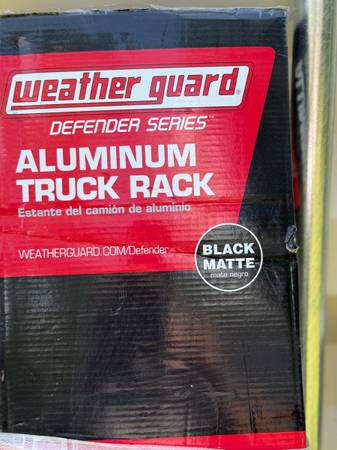 weather guard®
DEFENDER SERIES™
ALUMINUM
TRUCK RACK
Estante del camión de aluminio
WEATHERGUARD.COM/Defender
BLACK
MATTE
mate negro